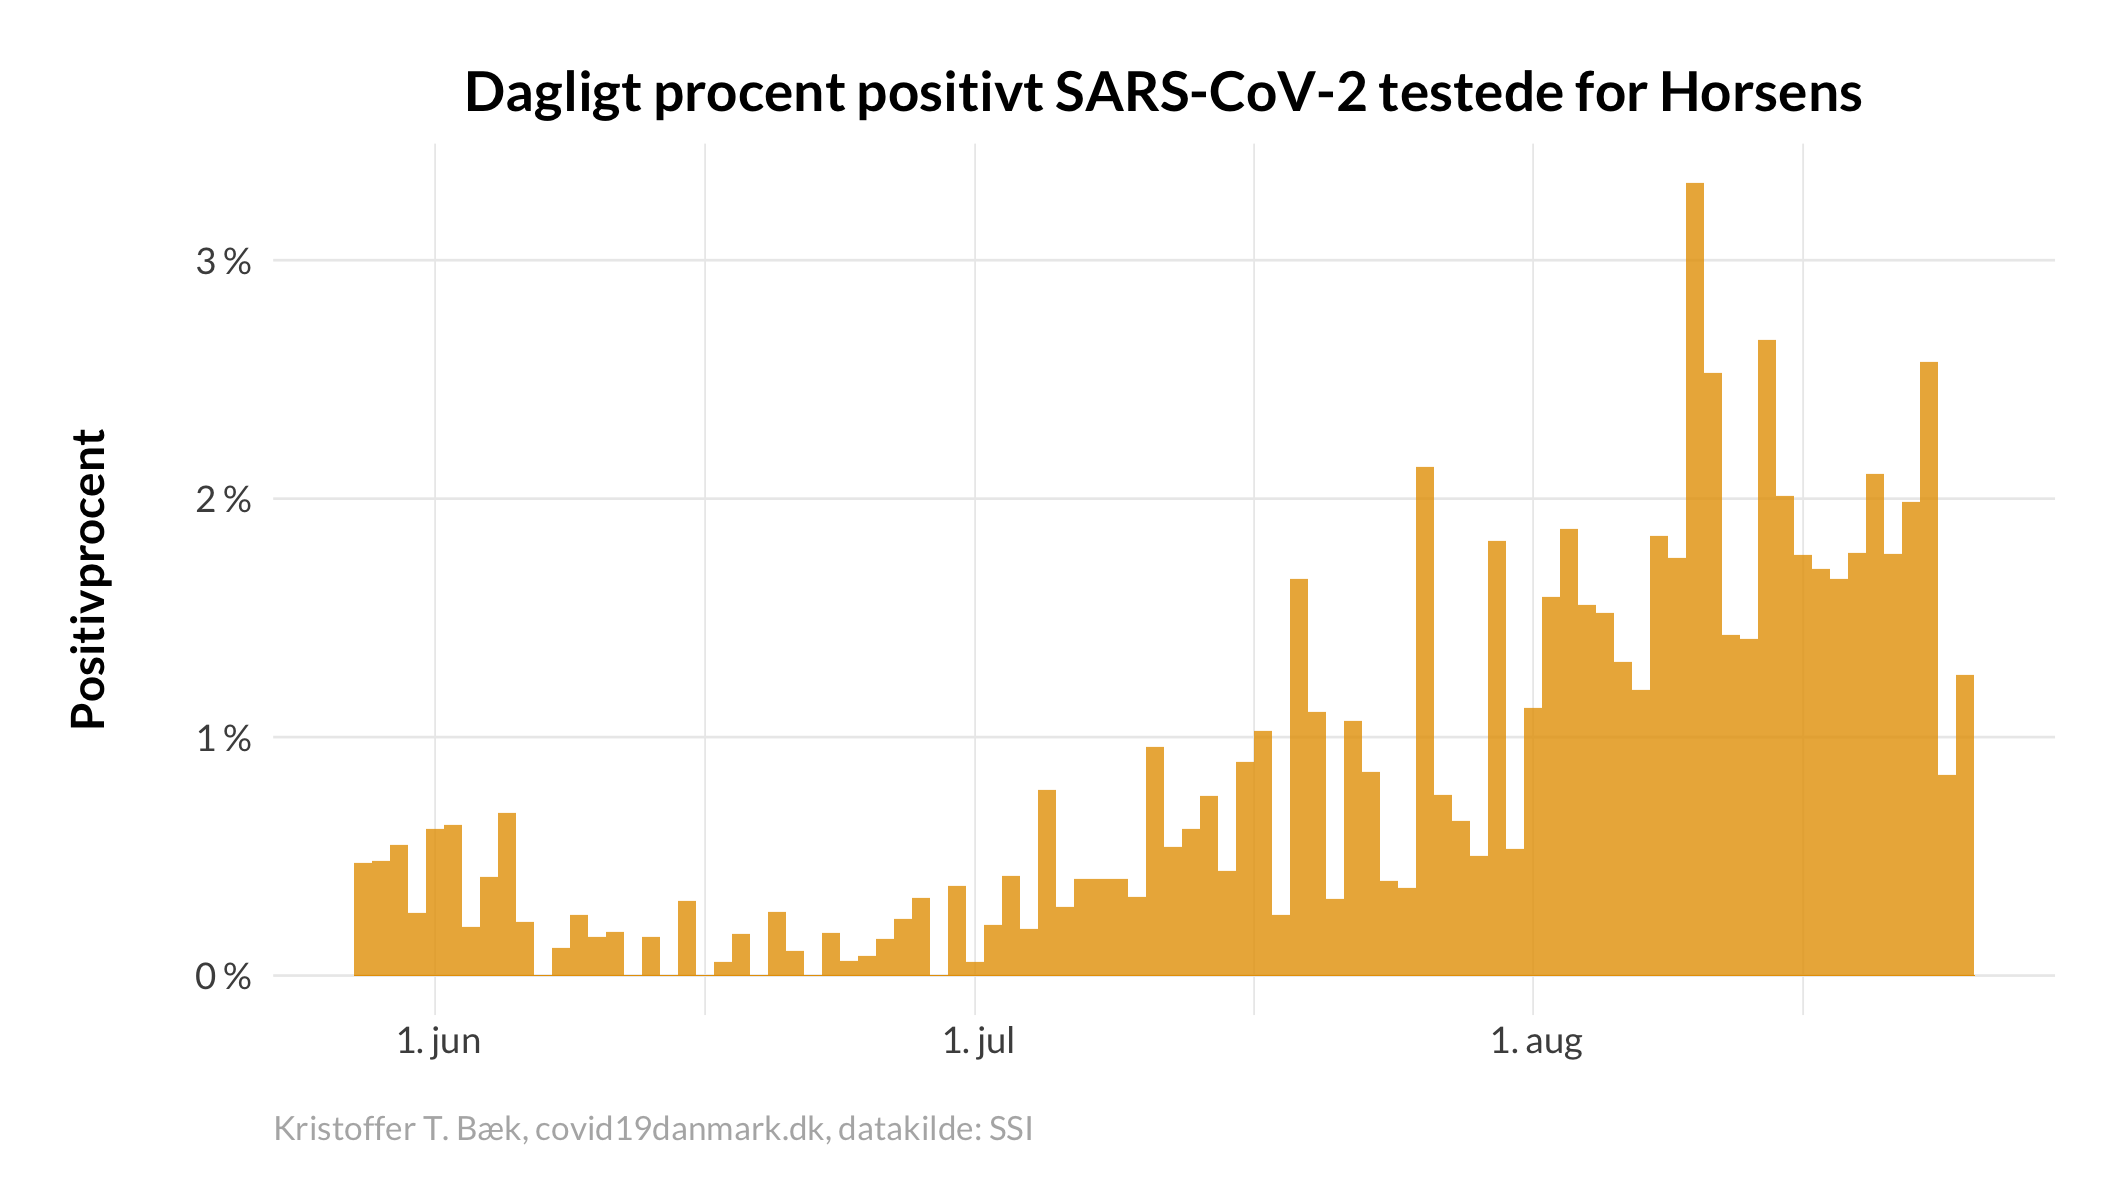 Dagligt procent positivt SARS-CoV-2 testede for Horsens
Positivprocent
3 %
2 %
1 %
0 %
1. jun
1. jul
1. aug
Kristoffer T. Bæk, covid19danmark.dk, datakilde: SSI